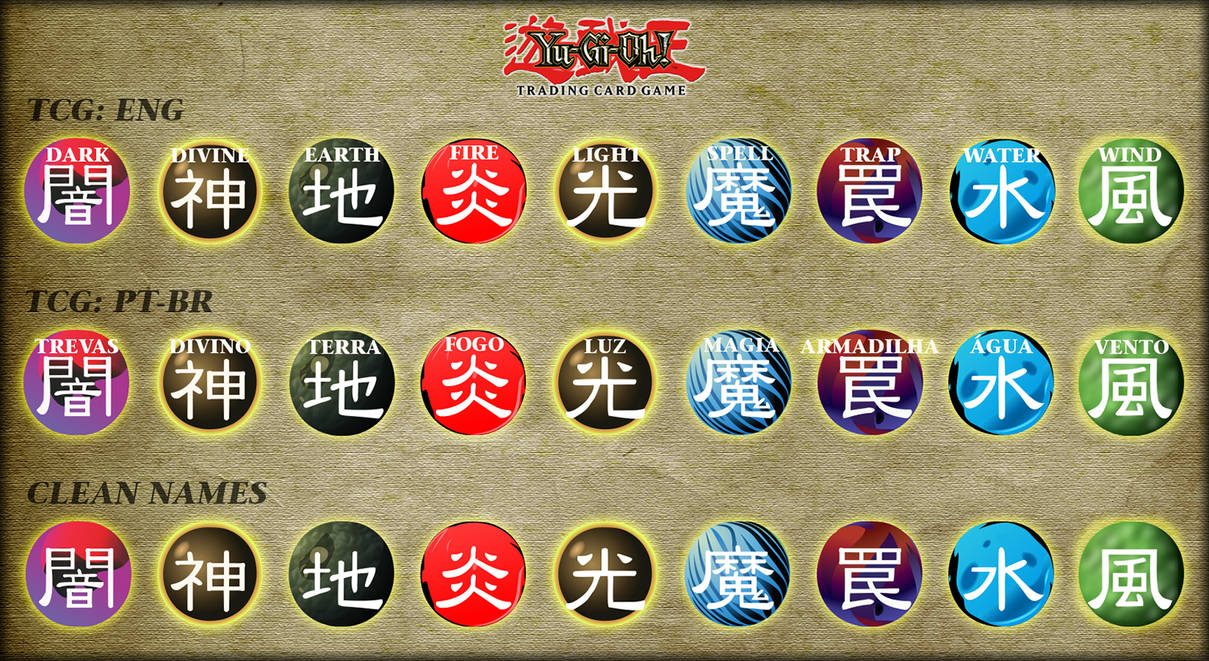 遊戯王
Yu-Gi-Oh!
TRADING CARD GAME
TCG: ENG
DARK DIVINE EARTH FIRE LIGHT SPELL TRAP WATER WIND
闇 神 地 炎 光 魔 罠 水 風
TCG: PT-BR
TREVAS DIVINO TERRA FOGO LUZ MAGIA ARMADILHA ÁGUA VENTO
闇 神 地 炎 光 魔 罠 水 風
CLEAN NAMES
闇 神 地 炎 光 魔 罠 水 風